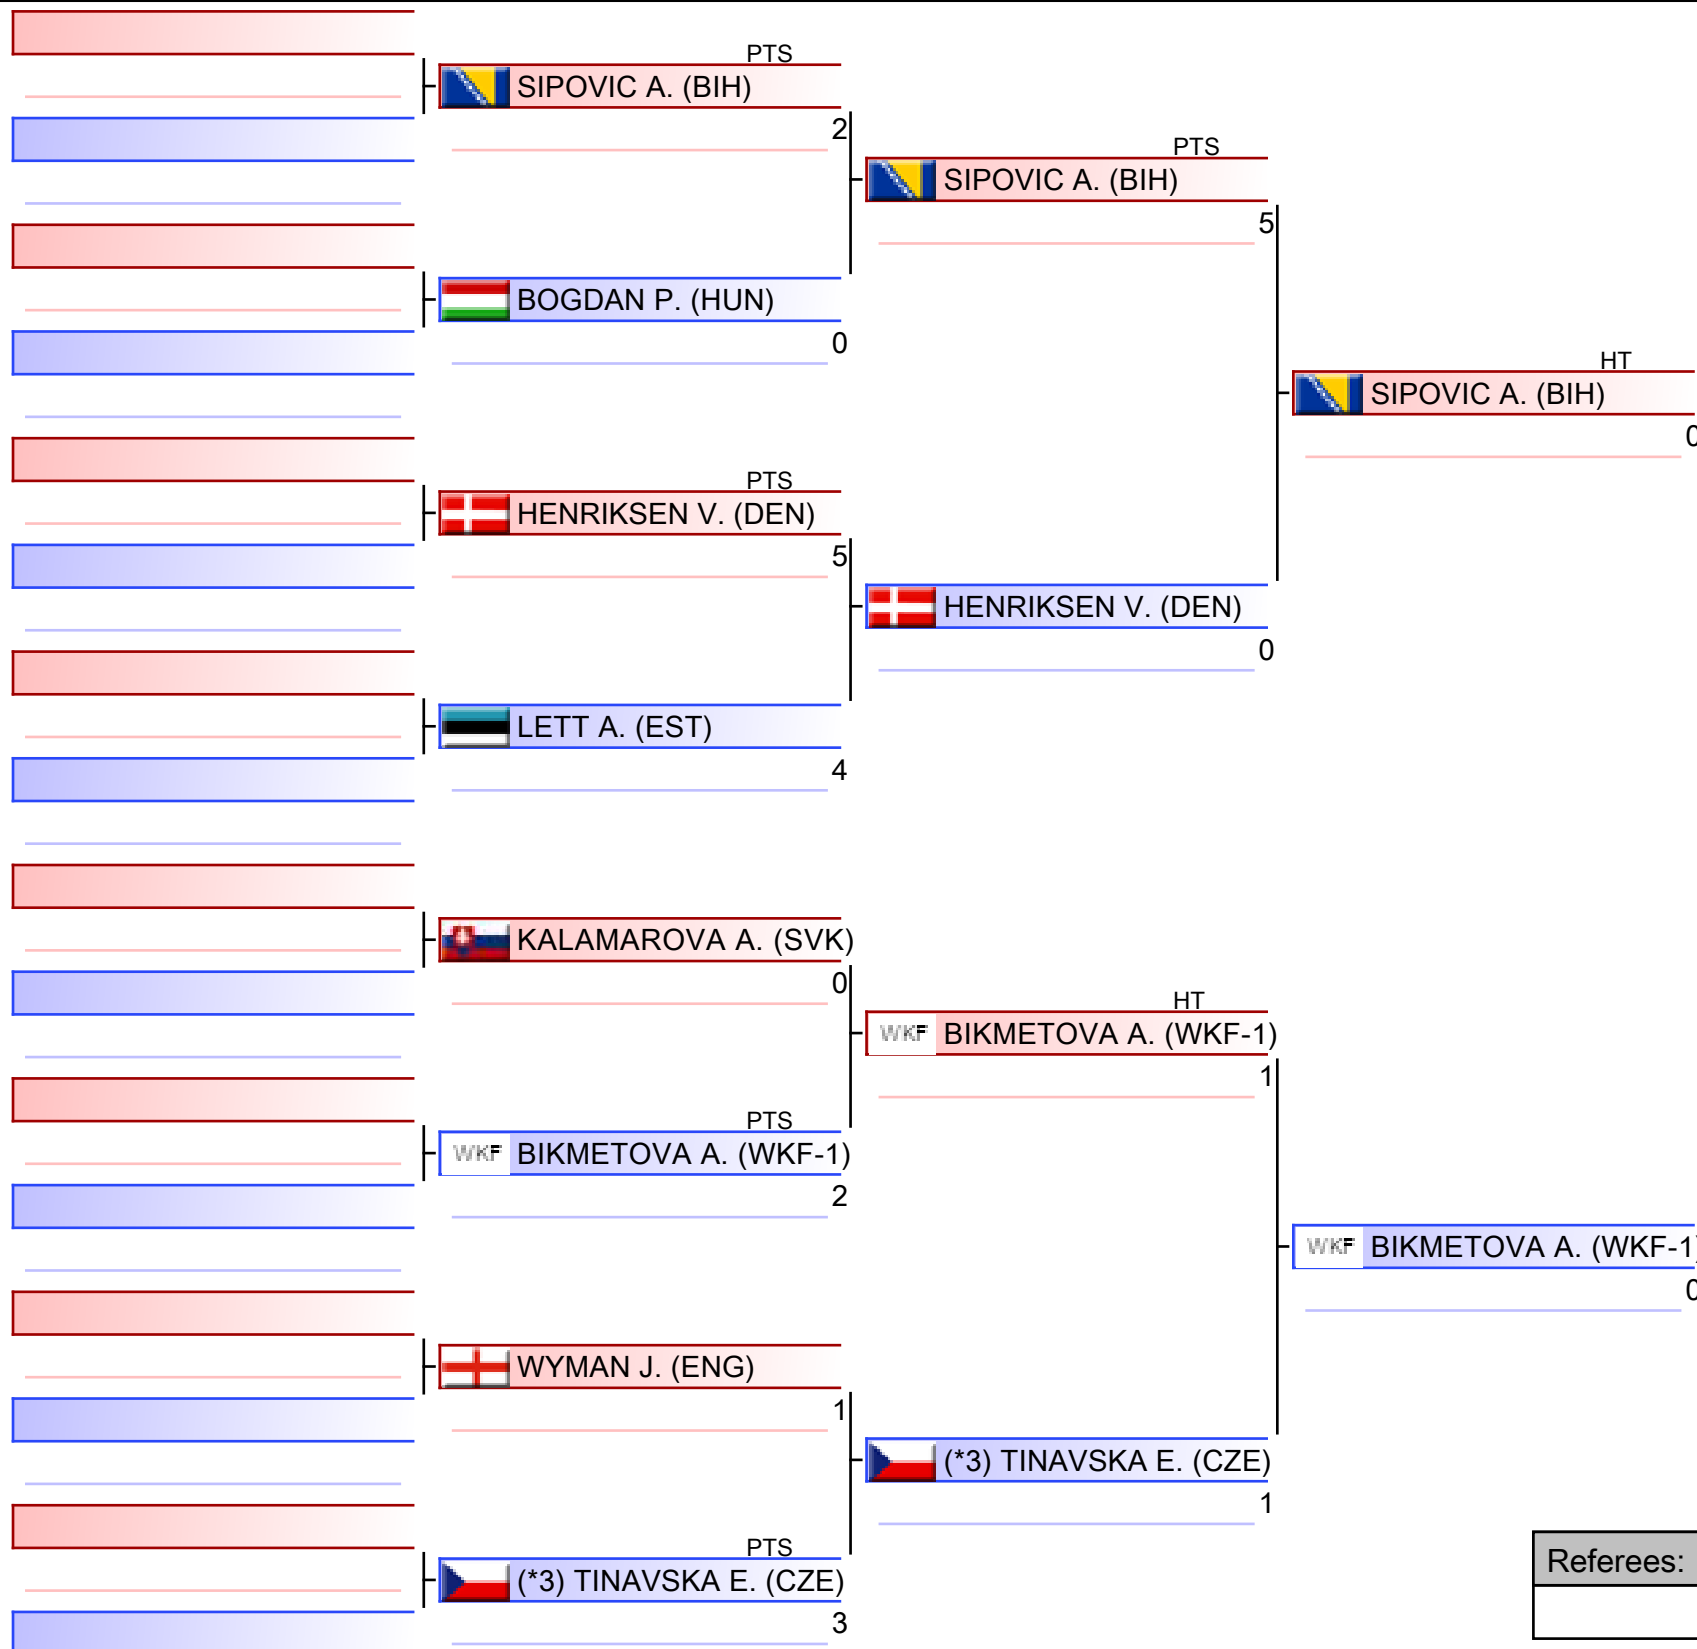 PTS
SIPOVIC A. (BIH)
2
PTS
SIPOVIC A. (BIH)
5
BOGDAN P. (HUN)
0
HT
SIPOVIC A. (BIH)
0
PTS
HENRIKSEN V. (DEN)
5
HENRIKSEN V. (DEN)
0
LETT A. (EST)
4
KALAMAROVA A. (SVK)
0
HT
WKF BIKMETOVA A. (WKF-1)
1
PTS
WKF BIKMETOVA A. (WKF-1)
2
WKF BIKMETOVA A. (WKF-1)
0
WYMAN J. (ENG)
1
(*3) TINAVSKA E. (CZE)
1
PTS
(*3) TINAVSKA E. (CZE)
3
Referees: